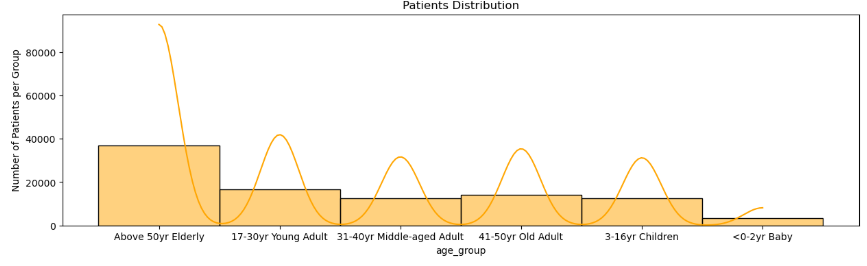 Patients Distribution
Number of Patients per Group
80000
60000
40000
20000
0
Above 50yr Elderly
17-30yr Young Adult
31-40yr Middle-aged Adult
41-50yr Old Adult
3-16yr Children
<0-2yr Baby
age_group